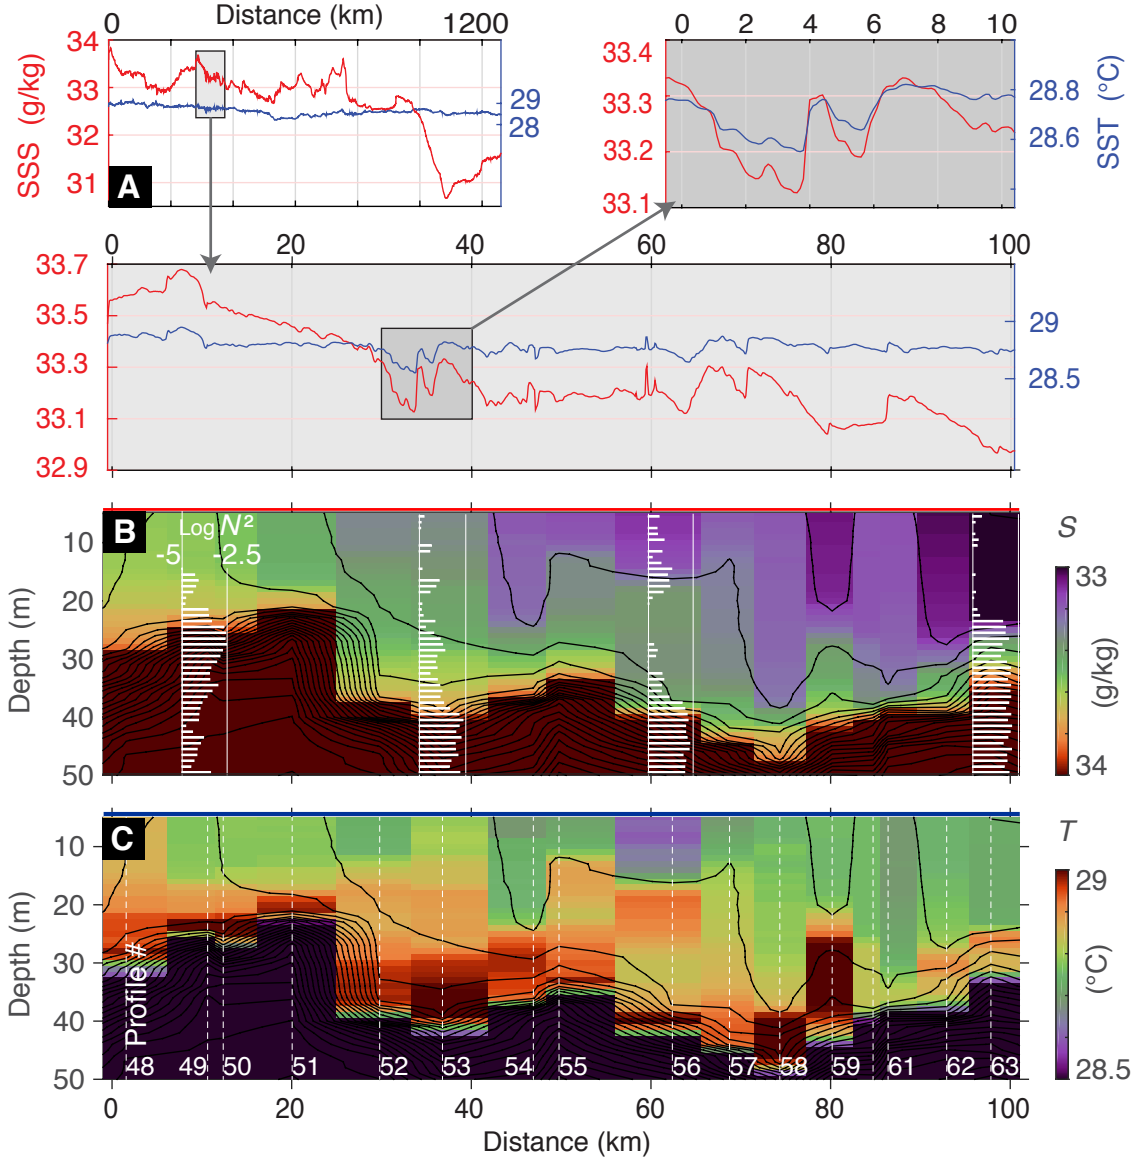 0 Distance (km) 1200
34
33
32
31
SSS (g/kg)
29
28
A
0 2 4 6 8 10
33.4
33.3
33.2
33.1
28.8
28.6
SST (°C)
0 20 40 60 80 100
33.7
33.5
33.3
33.1
32.9
29
28.5
B
Log N²
-5 -2.5
10
20
30
40
50
Depth (m)
S
33
34
(g/kg)
C
10
20
30
40
50
Depth (m)
Profile #
48 49 50 51 52 53 54 55 56 57 58 59 61 62 63
T
29
28.5
(°C)
0 20 40 60 80 100
Distance (km)